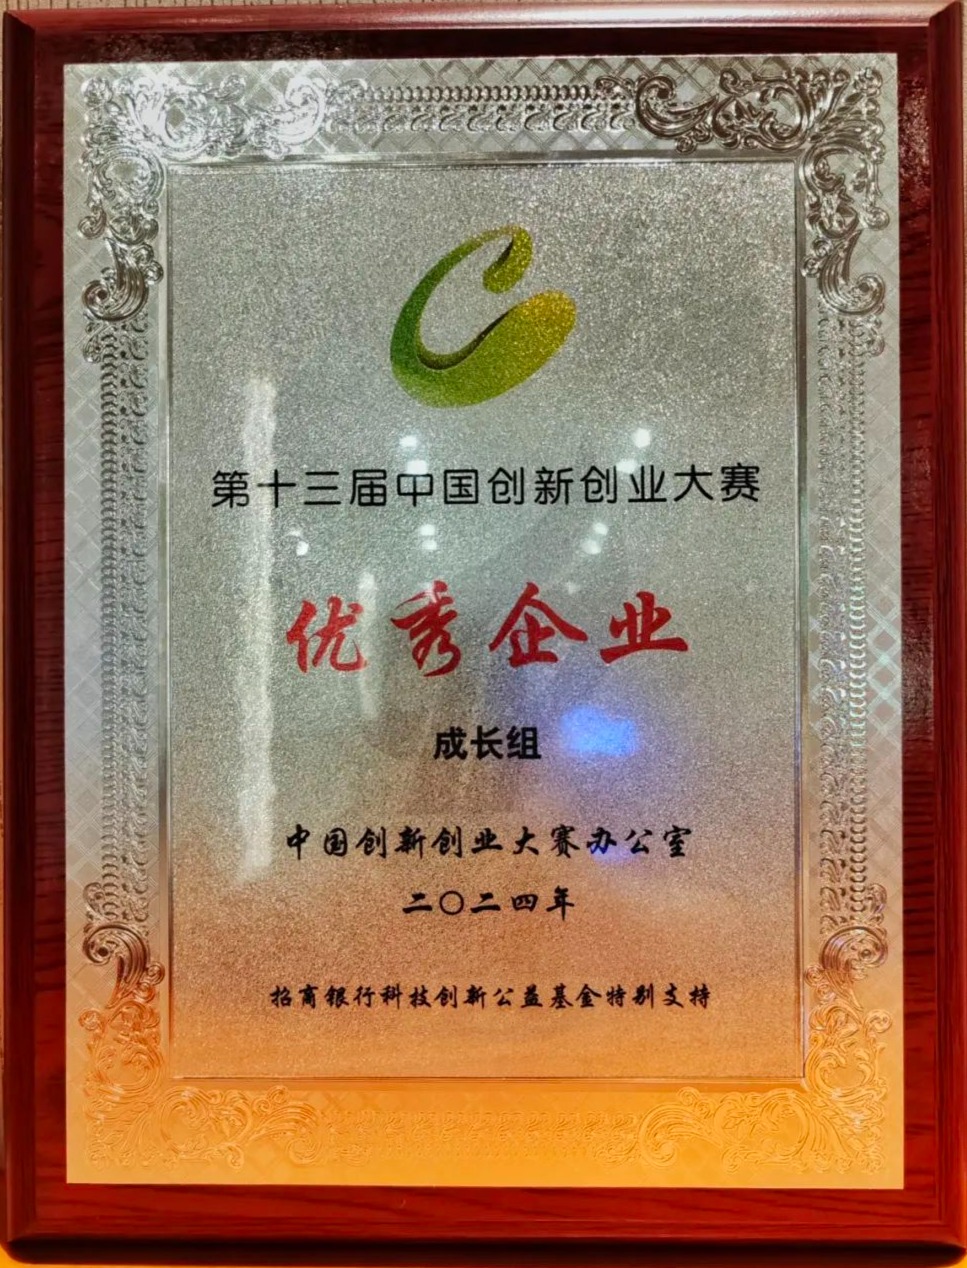 第十三届中国创新创业大赛
优秀企业
成长组
中国创新创业大赛办公室
二〇二四年
招商银行科技创新公益基金特别支持